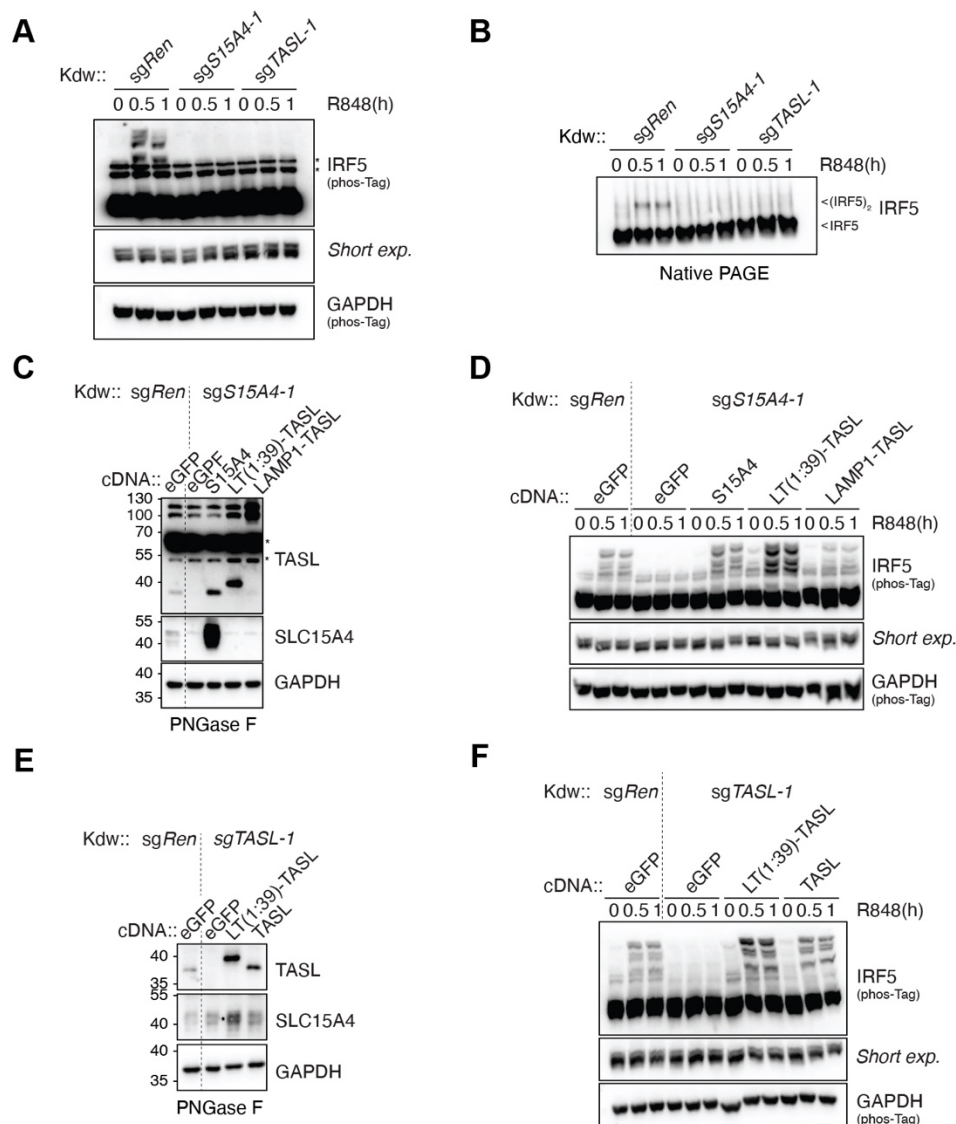 A
Kdw:: sgRen sgS15A4-1 sgTASL-1
0 0.5 1 0 0.5 1 0 0.5 1 R848(h)
*
IRF5
*
(phos-Tag)
Short exp.
GAPDH
(phos-Tag)
B
Kdw:: sgRen sgS15A4-1 sgTASL-1
0 0.5 1 0 0.5 1 0 0.5 1 R848(h)
<(IRF5)2 IRF5
<IRF5
Native PAGE
C
Kdw:: sgRen sgS15A4-1
cDNA:: eGFP eGPF S15A4 LT(1:39)-TASL LAMP1-TASL
130
100
70
*
55
TASL *
40
55
SLC15A4
40
40
GAPDH
35
PNGase F
D
Kdw:: sgRen sgS15A4-1
cDNA:: eGFP eGFP S15A4 LT(1:39)-TASL LAMP1-TASL
0 0.5 1 0 0.5 1 0 0.5 1 0 0.5 1 0 0.5 1 R848(h)
IRF5
(phos-Tag)
Short exp.
GAPDH
(phos-Tag)
E
Kdw:: sgRen sgTASL-1
cDNA:: eGFP eGFP LT(1:39)-TASL TASL
40
TASL
35
55
SLC15A4
40
40
GAPDH
35
PNGase F
F
Kdw:: sgRen sgTASL-1
cDNA:: eGFP eGFP LT(1:39)-TASL TASL
0 0.5 1 0 0.5 1 0 0.5 1 0 0.5 1 R848(h)
IRF5
(phos-Tag)
Short exp.
GAPDH
(phos-Tag)